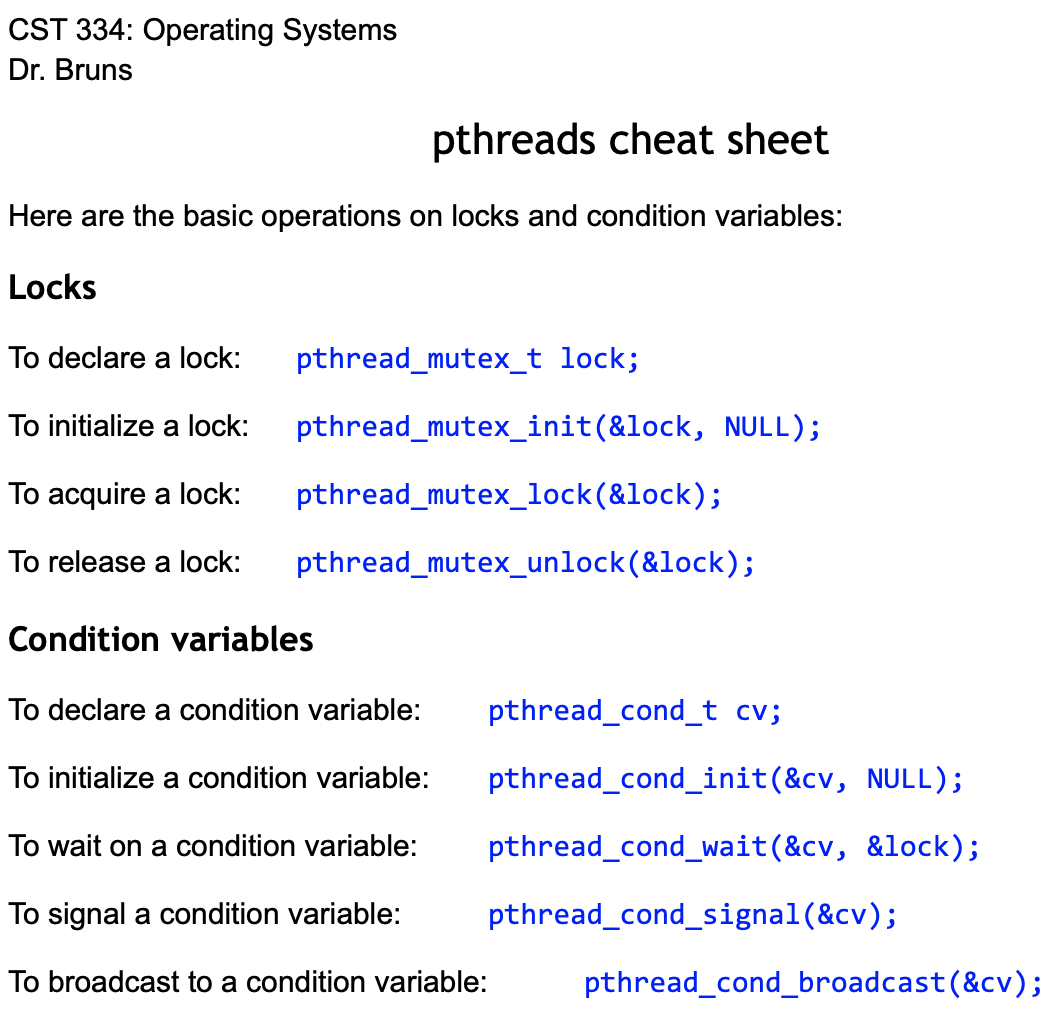 CST 334: Operating Systems
Dr. Bruns
pthreads cheat sheet
Here are the basic operations on locks and condition variables:
Locks
To declare a lock: pthread_mutex_t lock;
To initialize a lock: pthread_mutex_init(&lock, NULL);
To acquire a lock: pthread_mutex_lock(&lock);
To release a lock: pthread_mutex_unlock(&lock);
Condition variables
To declare a condition variable: pthread_cond_t cv;
To initialize a condition variable: pthread_cond_init(&cv, NULL);
To wait on a condition variable: pthread_cond_wait(&cv, &lock);
To signal a condition variable: pthread_cond_signal(&cv);
To broadcast to a condition variable: pthread_cond_broadcast(&cv);